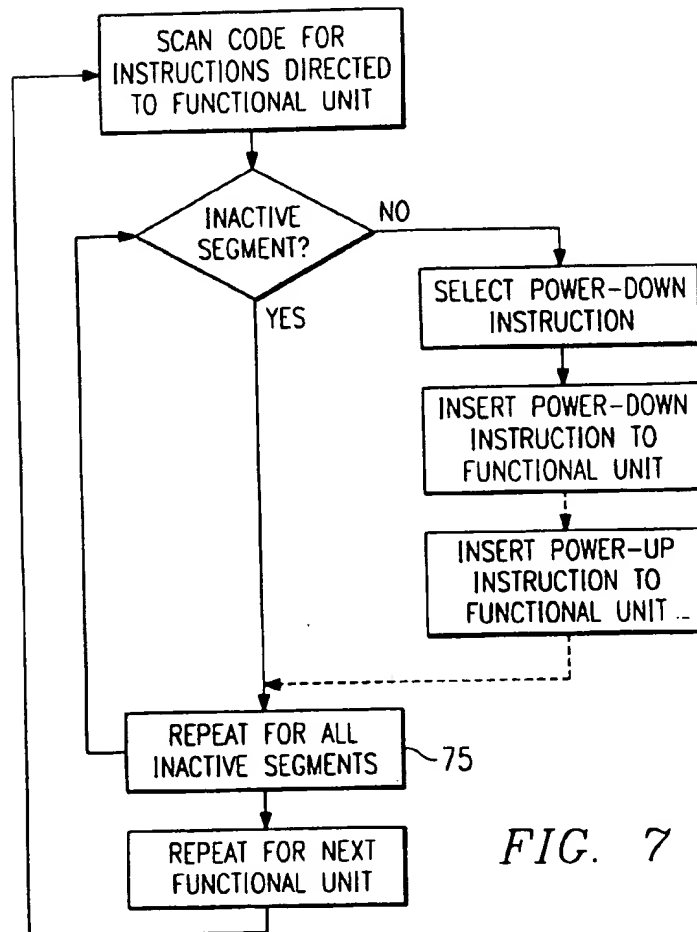 SCAN CODE FOR
INSTRUCTIONS DIRECTED
TO FUNCTIONAL UNIT
INACTIVE
SEGMENT?
NO
YES
SELECT POWER-DOWN
INSTRUCTION
INSERT POWER-DOWN
INSTRUCTION TO
FUNCTIONAL UNIT
INSERT POWER-UP
INSTRUCTION TO
FUNCTIONAL UNIT
REPEAT FOR ALL
INACTIVE SEGMENTS
75
REPEAT FOR NEXT
FUNCTIONAL UNIT
FIG. 7